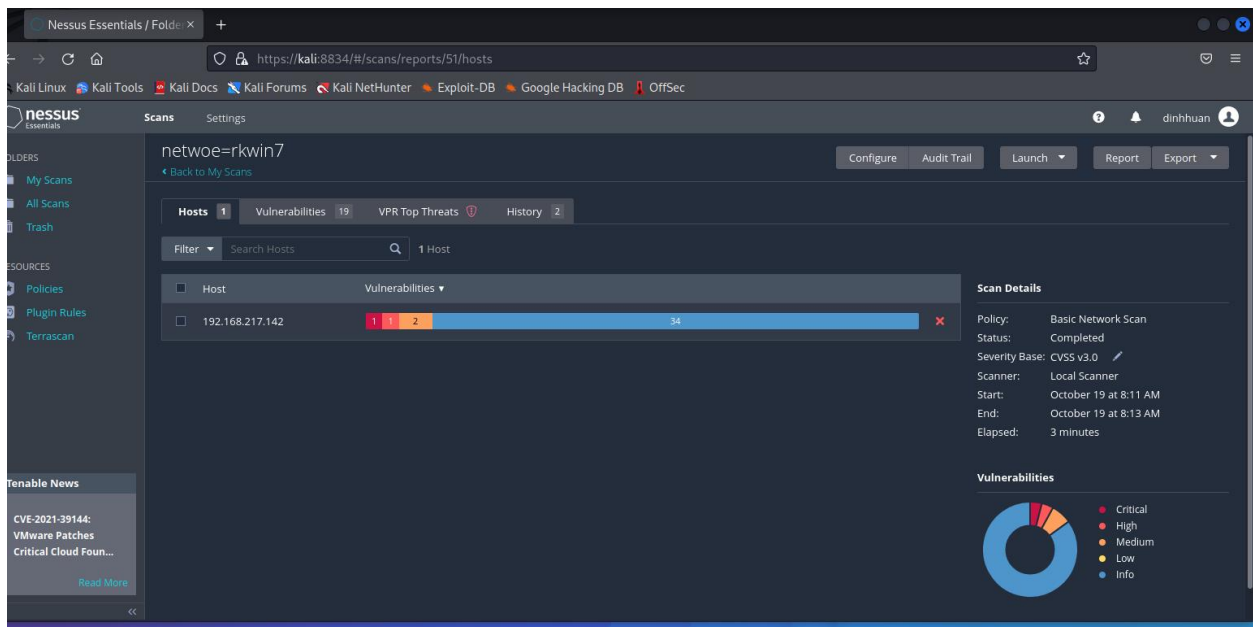 Nessus Essentials / Folde
https://kali:8834/#/scans/reports/51/hosts
Kali Linux Kali Tools Kali Docs Kali Forums Kali NetHunter Exploit-DB Google Hacking DB OffSec
nessus Essentials Scans Settings dinhhuan
OLDERS
My Scans
All Scans
Trash
ESOURCES
Policies
Plugin Rules
Terrascan
Tenable News
CVE-2021-39144:
VMware Patches
Critical Cloud Foun...
Read More
netwoe=rkwin7
Back to My Scans
Configure Audit Trail Launch Report Export
Hosts 1 Vulnerabilities 19 VPR Top Threats History 2
Filter Search Hosts 1 Host
Host Vulnerabilities
192.168.217.142 1 1 2 34
Scan Details
Policy: Basic Network Scan
Status: Completed
Severity Base: CVSS v3.0
Scanner: Local Scanner
Start: October 19 at 8:11 AM
End: October 19 at 8:13 AM
Elapsed: 3 minutes
Vulnerabilities
Critical
High
Medium
Low
Info